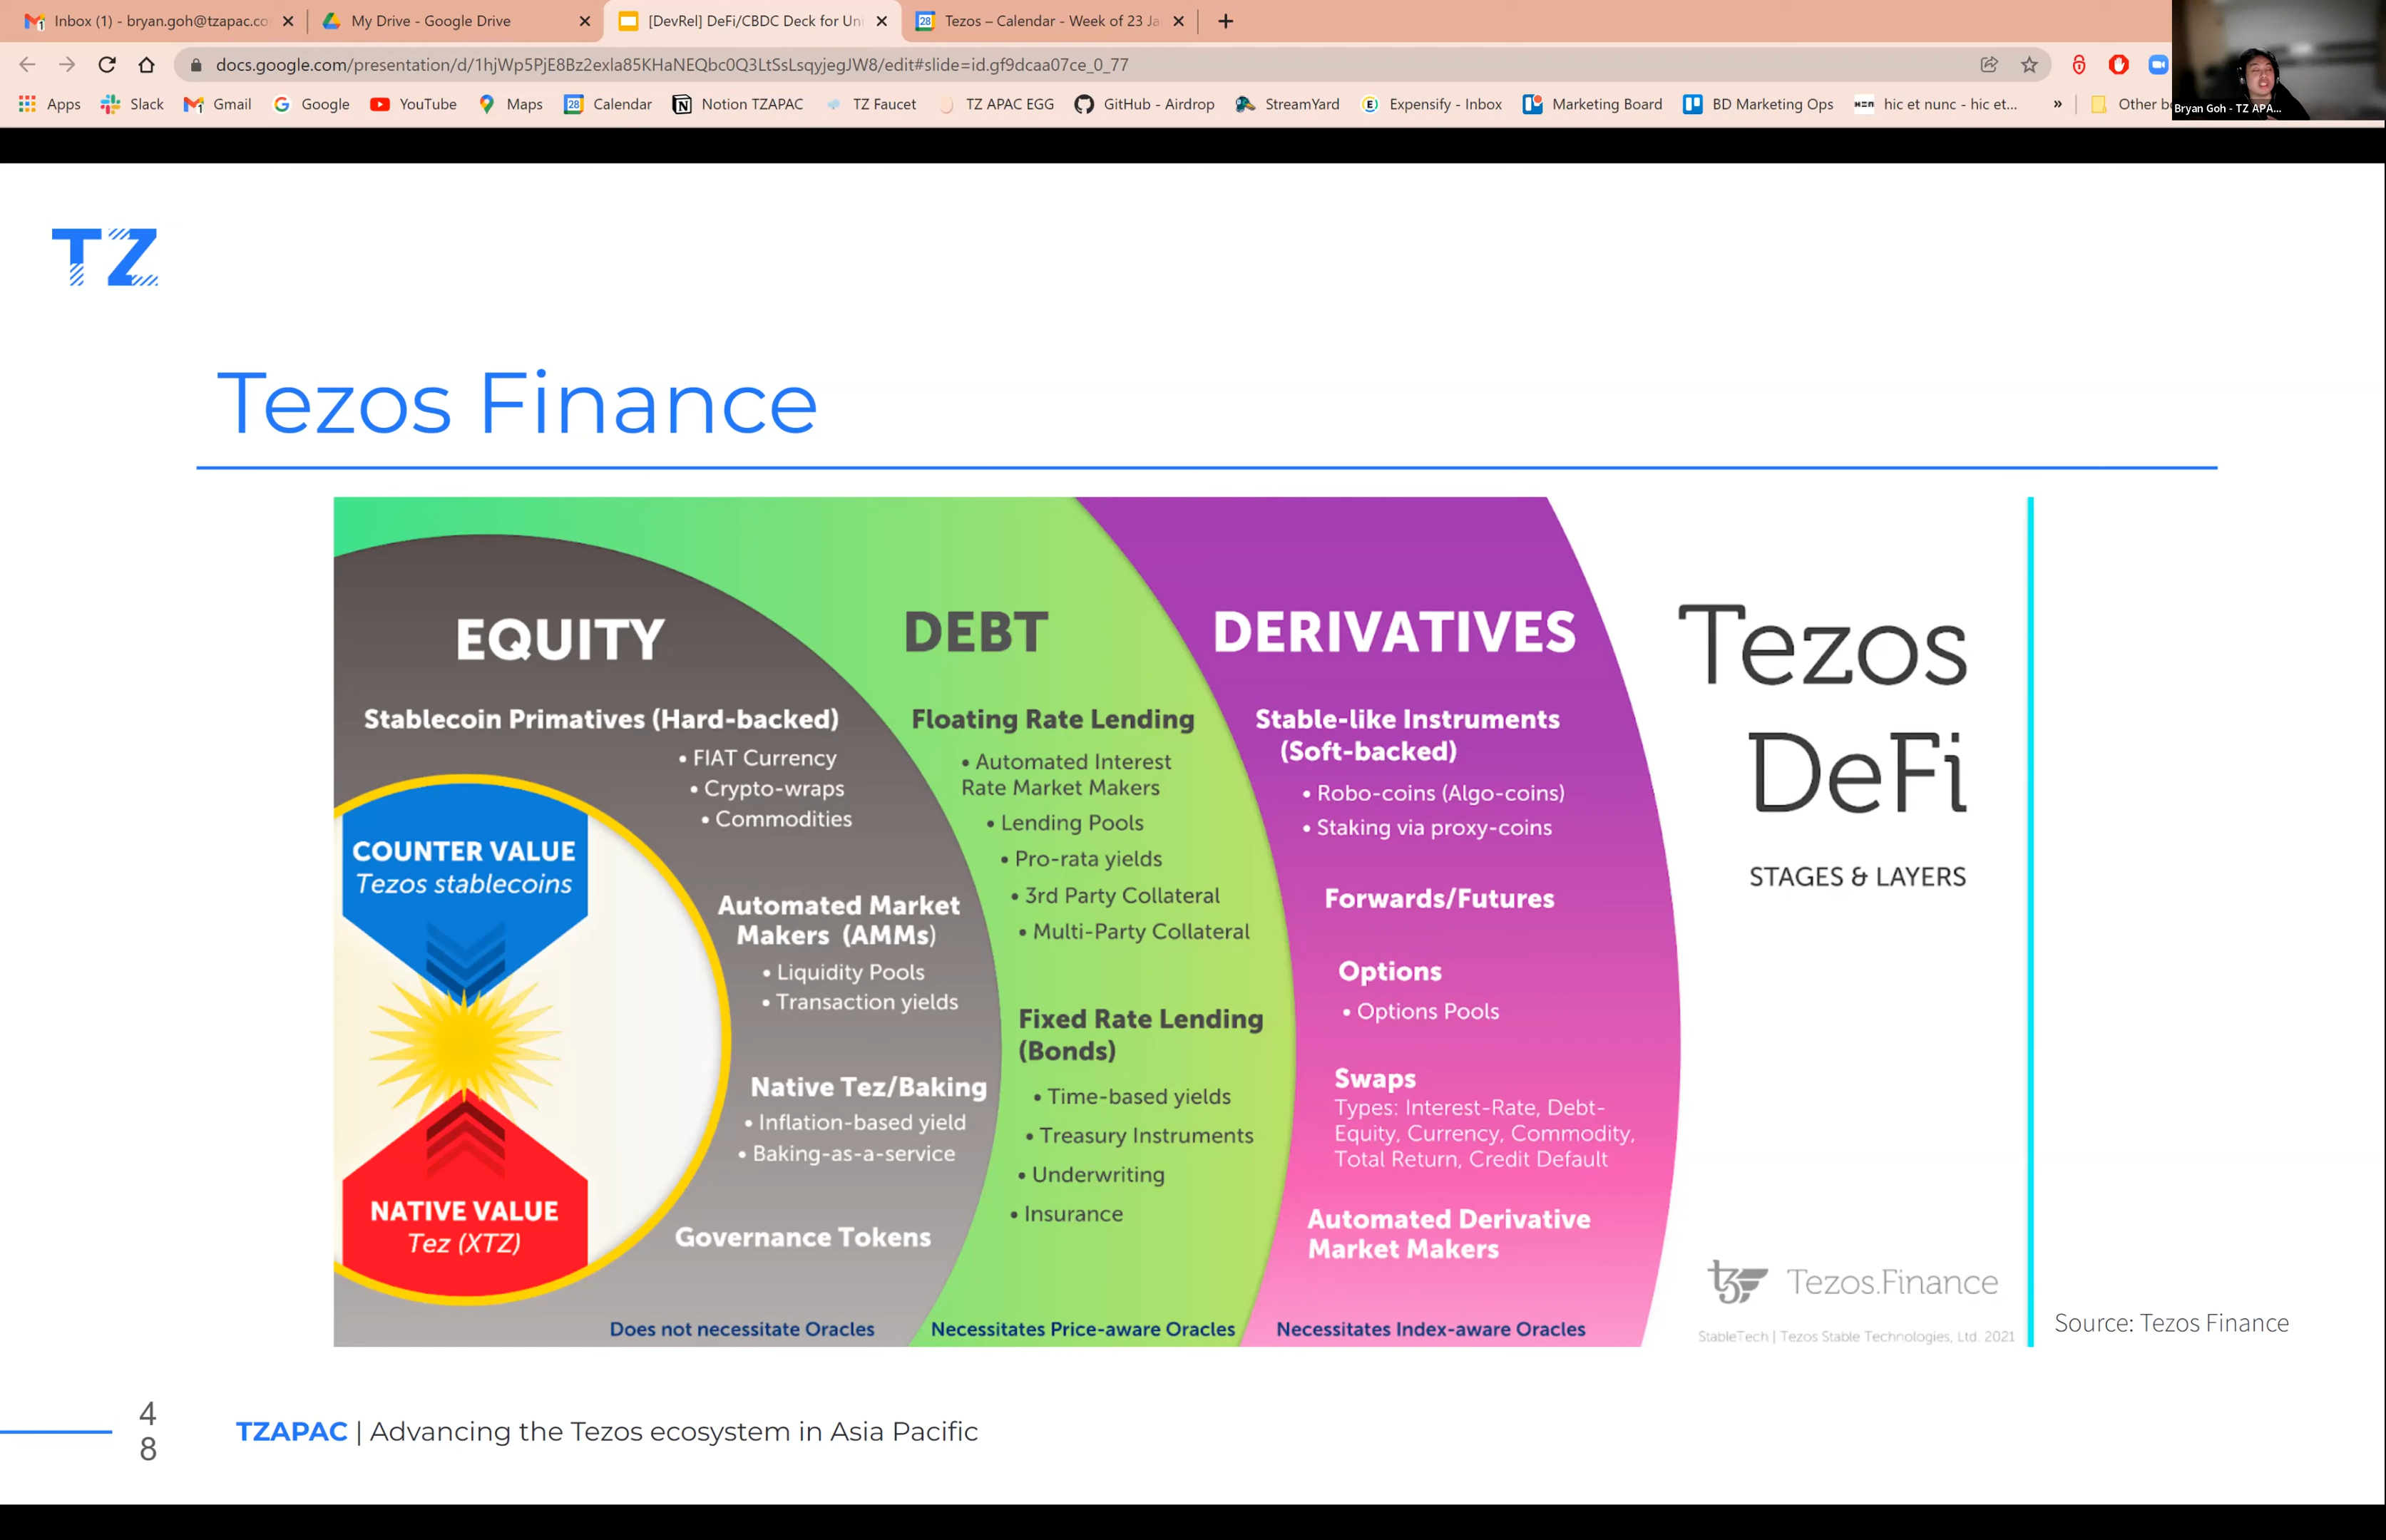 Inbox (1) - bryan.goh@tzapac.co
My Drive - Google Drive
[DevRel] DeFi/CBDC Deck for Un
Tezos – Calendar - Week of 23 Ja
docs.google.com/presentation/d/1hjWp5PjE8Bz2exla85KHaNEQbc0Q3LtSsLsqyjegJW8/edit#slide=id.gf9dcaa07ce_0_77
Apps
Slack
Gmail
Google
YouTube
Maps
Calendar
Notion TZAPAC
TZ Faucet
TZ APAC EGG
GitHub - Airdrop
StreamYard
Expensify - Inbox
Marketing Board
BD Marketing Ops
hic et nunc - hic et...
»
Other b
Bryan Goh - TZ APA...
TZ
Tezos Finance
EQUITY
Stablecoin Primatives (Hard-backed)
• FIAT Currency
• Crypto-wraps
• Commodities
COUNTER VALUE
Tezos stablecoins
Automated Market
Makers (AMMs)
• Liquidity Pools
• Transaction yields
Native Tez/Baking
• Inflation-based yield
• Baking-as-a-service
NATIVE VALUE
Tez (XTZ)
Governance Tokens
Does not necessitate Oracles
DEBT
Floating Rate Lending
• Automated Interest
Rate Market Makers
• Lending Pools
• Pro-rata yields
• 3rd Party Collateral
• Multi-Party Collateral
Fixed Rate Lending
(Bonds)
• Time-based yields
• Treasury Instruments
• Underwriting
• Insurance
Necessitates Price-aware Oracles
DERIVATIVES
Stable-like Instruments
(Soft-backed)
• Robo-coins (Algo-coins)
• Staking via proxy-coins
Forwards/Futures
Options
• Options Pools
Swaps
Types: Interest-Rate, Debt-
Equity, Currency, Commodity,
Total Return, Credit Default
Automated Derivative
Market Makers
Necessitates Index-aware Oracles
Tezos
DeFi
STAGES & LAYERS
Tezos.Finance
StableTech | Tezos Stable Technologies, Ltd. 2021
Source: Tezos Finance
4
8
TZAPAC | Advancing the Tezos ecosystem in Asia Pacific